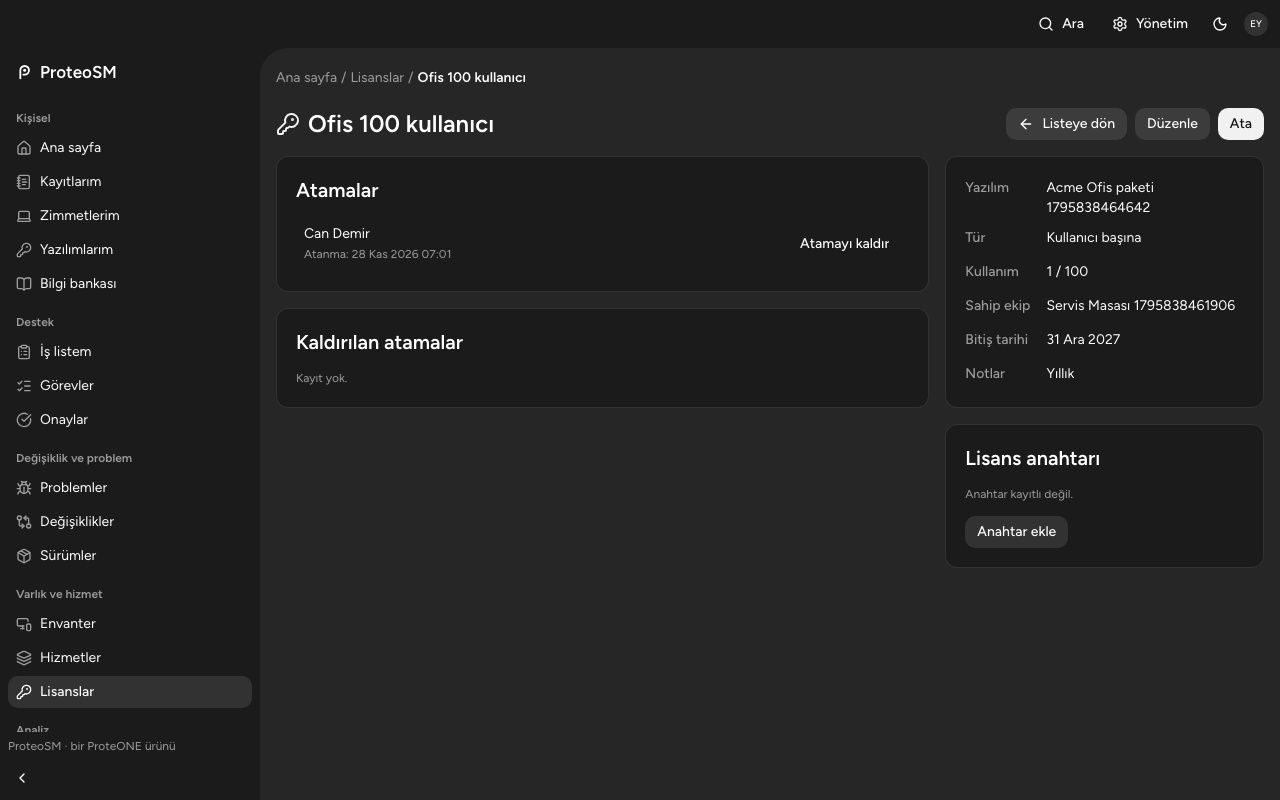 Ara
Yönetim
EY
ProteoSM
Kişisel
Ana sayfa
Kayıtlarım
Zimmetlerim
Yazılımlarım
Bilgi bankası
Destek
İş listem
Görevler
Onaylar
Değişiklik ve problem
Problemler
Değişiklikler
Sürümler
Varlık ve hizmet
Envanter
Hizmetler
Lisanslar
Analiz
ProteoSM · bir ProteONE ürünü
Ana sayfa / Lisanslar / Ofis 100 kullanıcı
Ofis 100 kullanıcı
Listeye dön
Düzenle
Ata
Atamalar
Can Demir
Atanma: 28 Kas 2026 07:01
Atamayı kaldır
Kaldırılan atamalar
Kayıt yok.
Yazılım Acme Ofis paketi
1795838464642
Tür Kullanıcı başına
Kullanım 1 / 100
Sahip ekip Servis Masası 1795838461906
Bitiş tarihi 31 Ara 2027
Notlar Yıllık
Lisans anahtarı
Anahtar kayıtlı değil.
Anahtar ekle